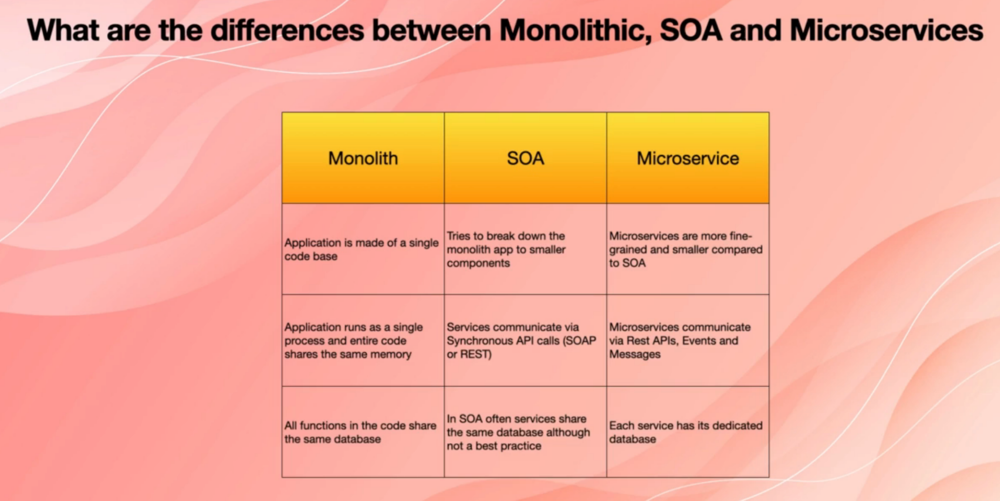 What are the differences between Monolithic, SOA and Microservices
Monolith
SOA
Microservice
Application is made of a single
code base
Tries to break down the
monolith app to smaller
components
Microservices are more fine-
grained and smaller compared
to SOA
Application runs as a single
process and entire code
shares the same memory
Services communicate via
Synchronous API calls (SOAP
or REST)
Microservices communicate
via Rest APIs, Events and
Messages
All functions in the code share
the same database
In SOA often services share
the same database although
not a best practice
Each service has its dedicated
database